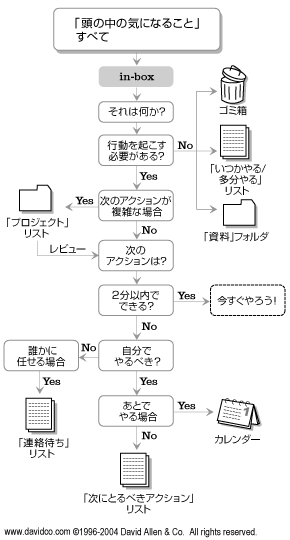 「頭の中の気になること」
すべて
in-box
それは何か?
ゴミ箱
行動を起こす
必要がある?
No
「いつかやる/
多分やる」
リスト
Yes
次のアクションが
複雑な場合
Yes
「プロジェクト」
リスト
「資料」フォルダ
No
レビュー
次の
アクションは?
2分以内で
できる?
Yes
今すぐやろう!
No
自分で
やるべき?
No
誰かに
任せる場合
Yes
Yes
「連絡待ち」
リスト
あとで
やる場合
Yes
1
カレンダー
No
「次にとるべきアクション」
リスト
www.davidco.com ©1996-2004 David Allen & Co. All rights reserved.